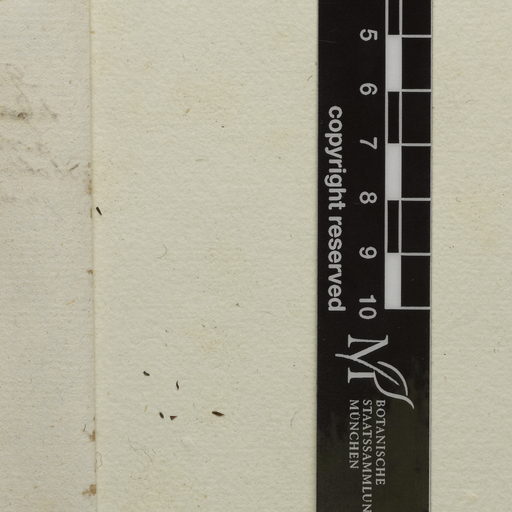 5
6
7
8
9
10
copyright reserved
BOTANISCHE
STAATSSAMMLUN
MÜNCHEN